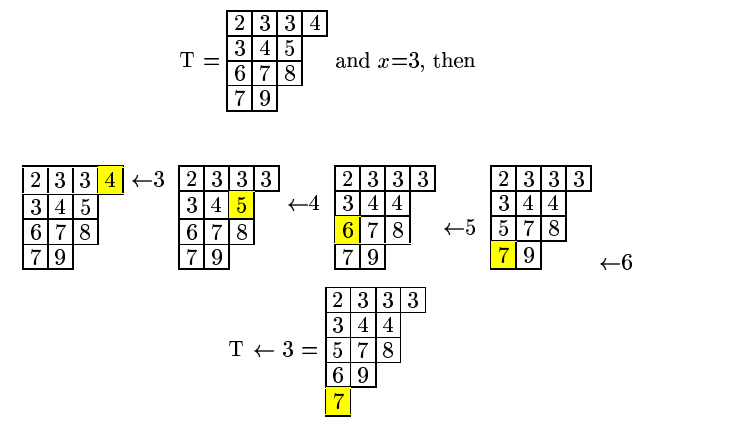 2 3 3 4
3 4 5
T = 6 7 8 and x=3, then
7 9
2 3 3 4 ←3 2 3 3 3 2 3 3 3 2 3 3 3
3 4 5 3 4 5 ←4 3 4 4 3 4 4
6 7 8 6 7 8 6 7 8 ←5 5 7 8
7 9 7 9 7 9 7 9 ←6
2 3 3 3
3 4 4
T ← 3 = 5 7 8
6 9
7